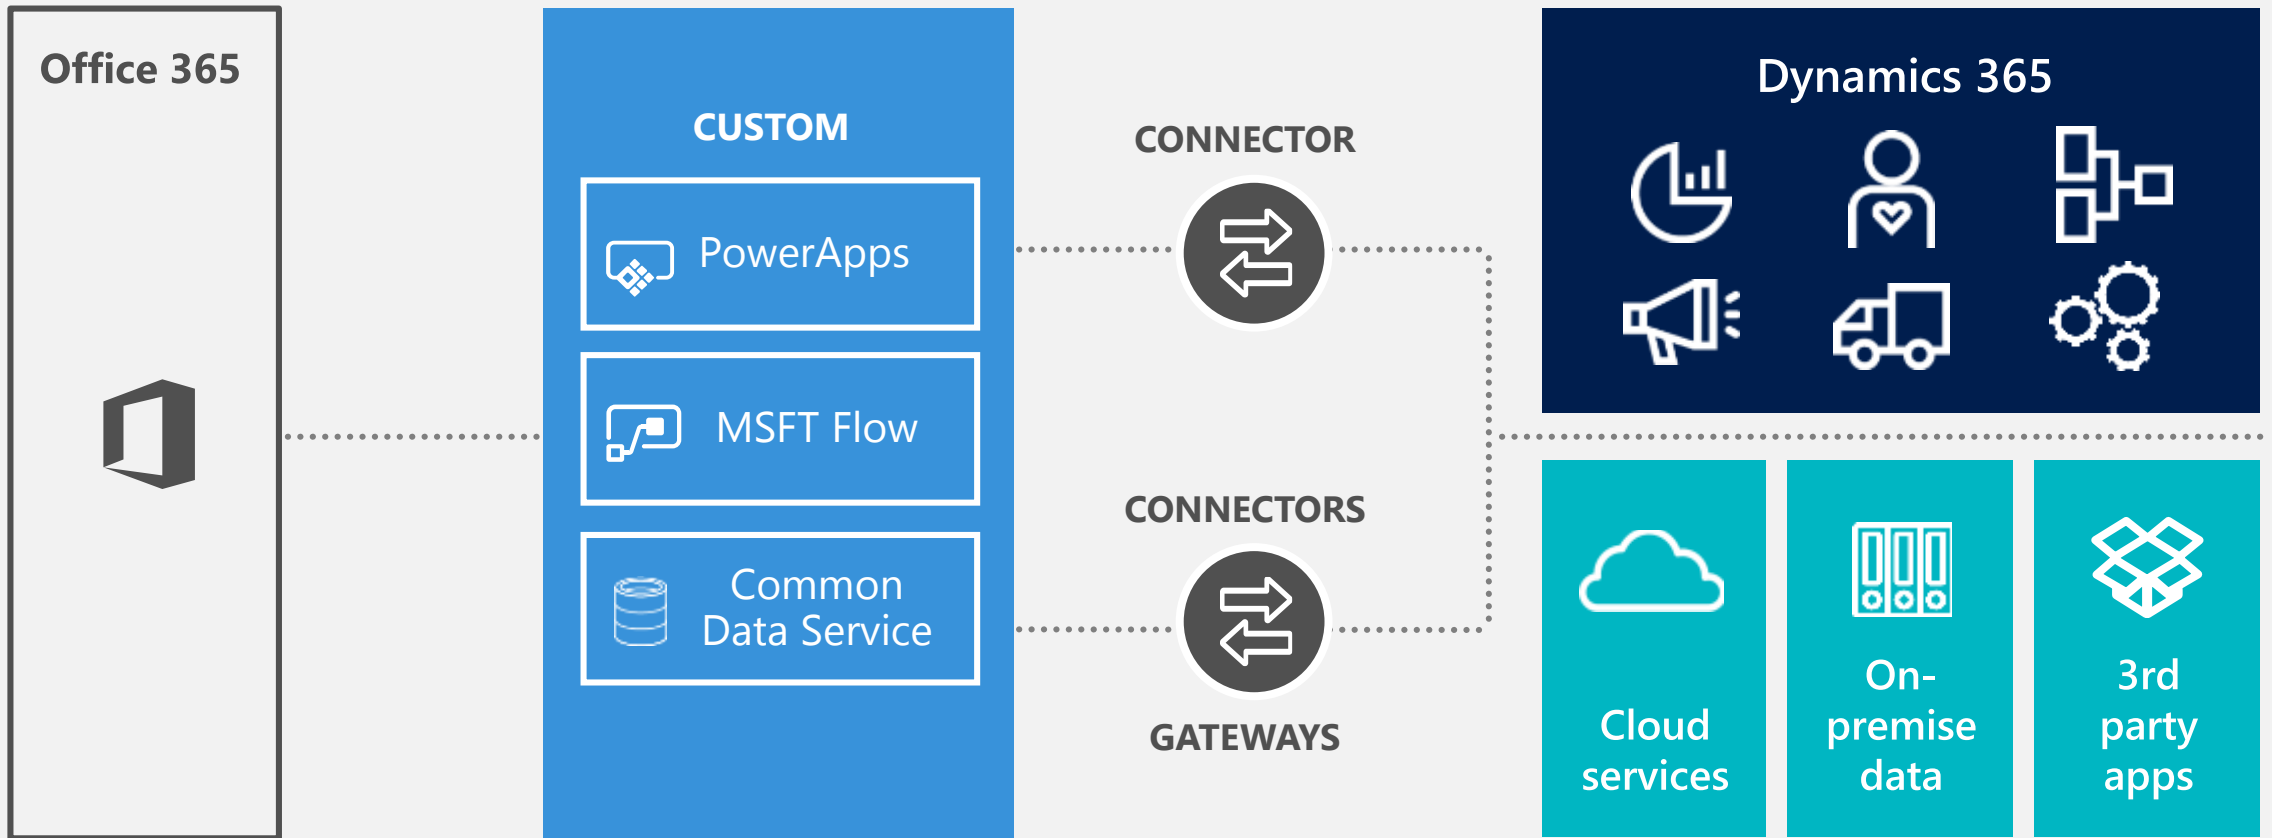 Office 365
CUSTOM
PowerApps
MSFT Flow
Common
Data Service
CONNECTOR
CONNECTORS
GATEWAYS
Dynamics 365
Cloud
services
On-
premise
data
3rd
party
apps